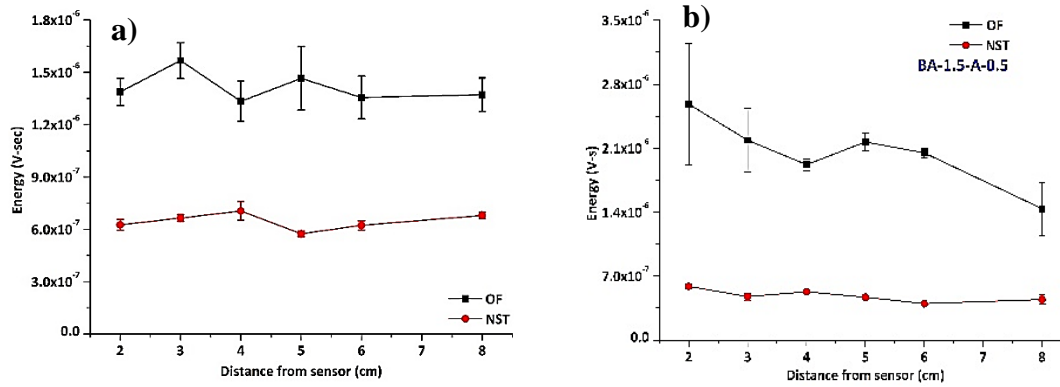 a)
1.8x10⁻⁶
1.5x10⁻⁶
1.2x10⁻⁶
9.0x10⁻⁷
6.0x10⁻⁷
3.0x10⁻⁷
0.0
Energy (V-sec)
OF
NST
2 3 4 5 6 7 8
Distance from sensor (cm)
b)
OF
NST
BA-1.5-A-0.5
3.5x10⁻⁶
2.8x10⁻⁶
2.1x10⁻⁶
1.4x10⁻⁶
7.0x10⁻⁷
0.0
Energy (V-s)
2 3 4 5 6 7 8
Distance from sensor (cm)